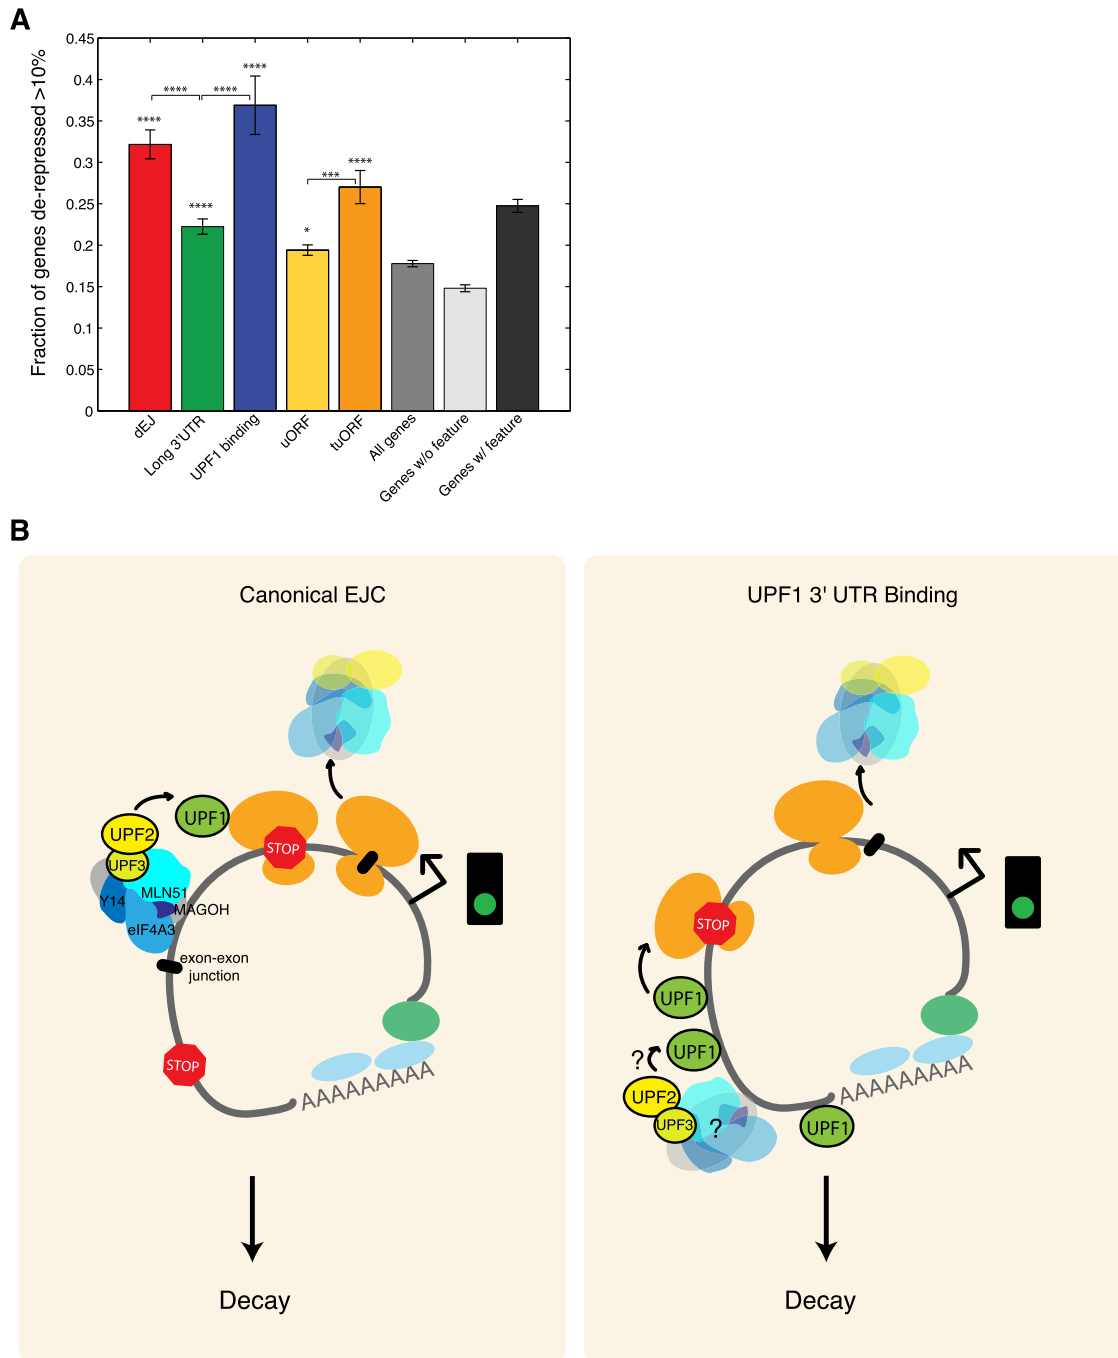 A
Fraction of genes de-repressed >10%
0.45
0.4
0.35
0.3
0.25
0.2
0.15
0.1
0.05
0
****
****
****
****
****
*
***
****
dEJ
Long 3'UTR
UPF1 binding
uORF
tuORF
All genes
Genes w/o feature
Genes w/ feature
B
Canonical EJC
UPF1
UPF2
UPF3
STOP
MLN51
Y14
MAGOH
eIF4A3
exon-exon
junction
STOP
AAAAAAAAA
Decay
UPF1 3' UTR Binding
STOP
UPF1
UPF1
?
UPF2
UPF3
?
UPF1
AAAAAAAAA
Decay